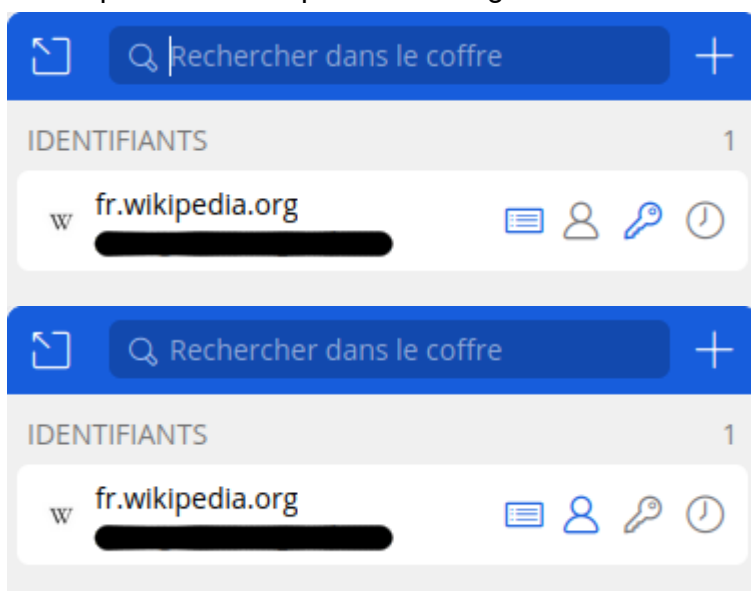 Rechercher dans le coffre
IDENTIFIANTS 1
W fr.wikipedia.org
Rechercher dans le coffre
IDENTIFIANTS 1
W fr.wikipedia.org